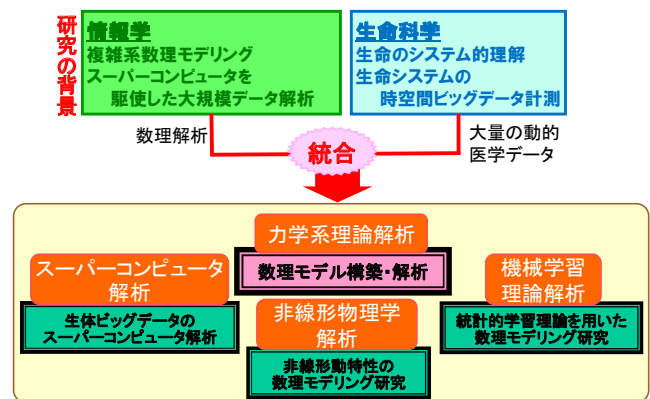 研究の背景
情報学
複雑系数理モデリング
スーパーコンピュータを
駆使した大規模データ解析
生命科学
生命のシステム的理解
生命システムの
時空間ビッグデータ計測
数理解析
統合
大量の動的
医学データ
力学系理論解析
数理モデル構築・解析
スーパーコンピュータ
解析
生体ビッグデータの
スーパーコンピュータ解析
非線形物理学
解析
非線形動特性の
数理モデリング研究
機械学習
理論解析
統計的学習理論を用いた
数理モデリング研究